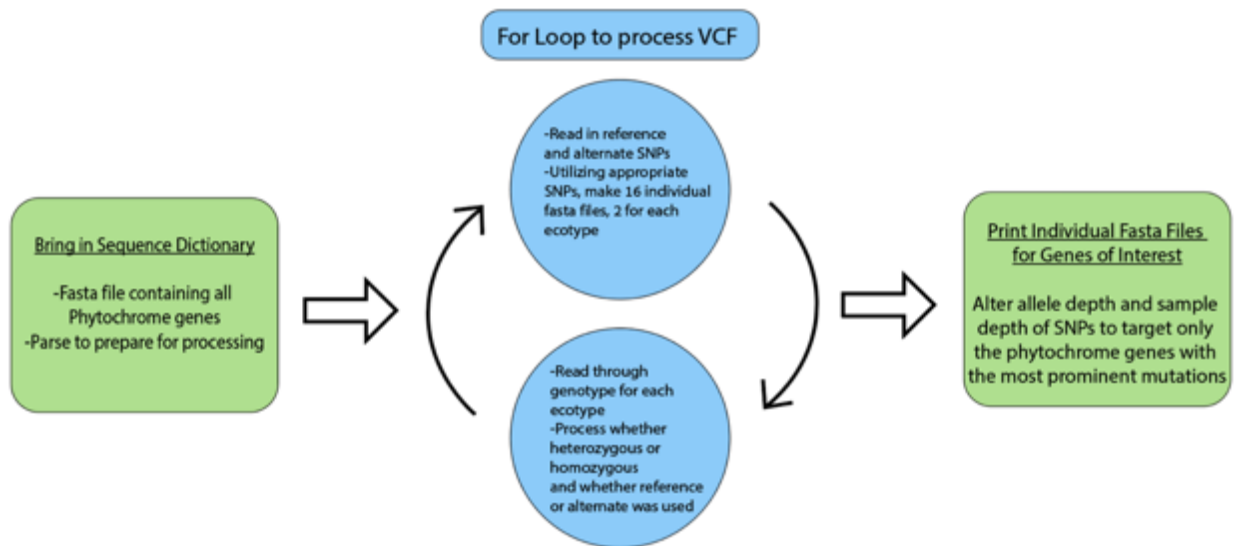 For Loop to process VCF
-Read in reference
and alternate SNPs
-Utilizing appropriate
SNPs, make 16 individual
fasta files, 2 for each
ecotype
Bring in Sequence Dictionary
-Fasta file containing all
Phytochrome genes
-Parse to prepare for processing
-Read through
genotype for each
ecotype
-Process whether
heterozygous or
homozygous
and whether reference
or alternate was used
Print Individual Fasta Files
for Genes of Interest
Alter allele depth and sample
depth of SNPs to target only
the phytochrome genes with
the most prominent mutations